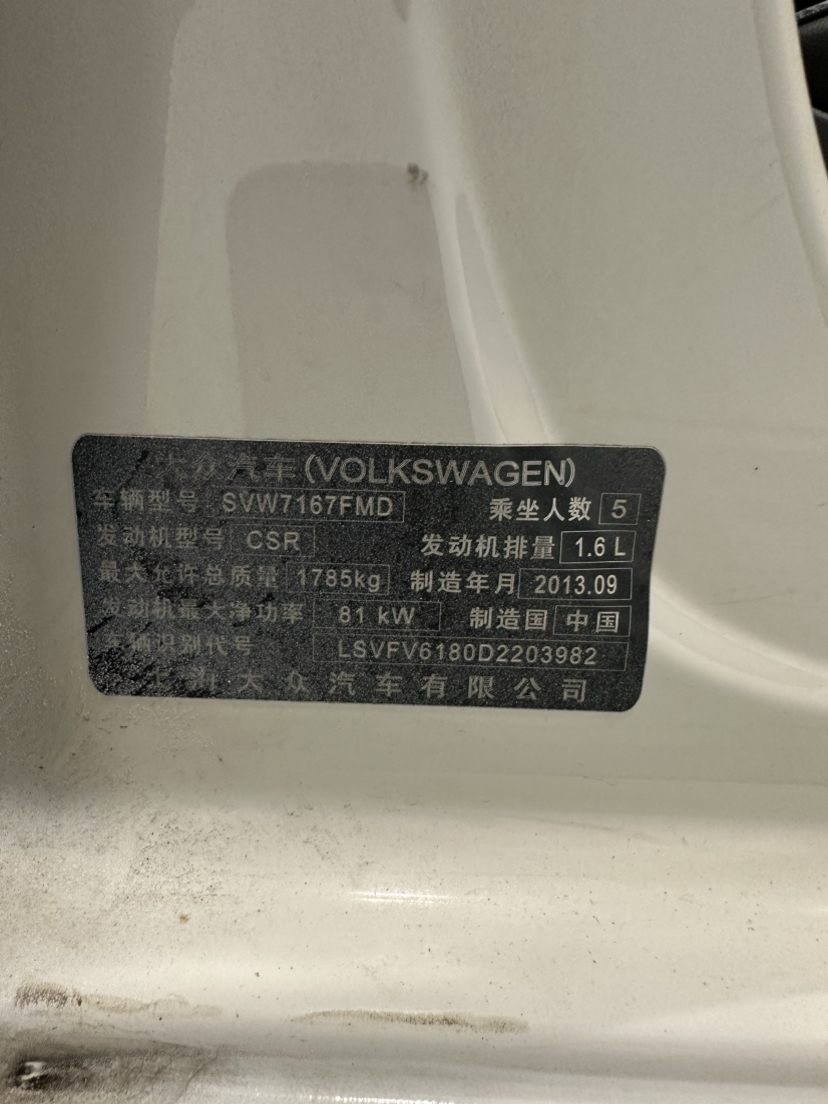 大众汽车(VOLKSWAGEN)
车辆型号 SVW7167FMD 乘坐人数 5
发动机型号 CSR 发动机排量 1.6 L
最大允许总质量 1785kg 制造年月 2013.09
发动机最大净功率 81 kW 制造国 中国
车辆识别代号 LSVFV6180D2203982
上海大众汽车有限公司